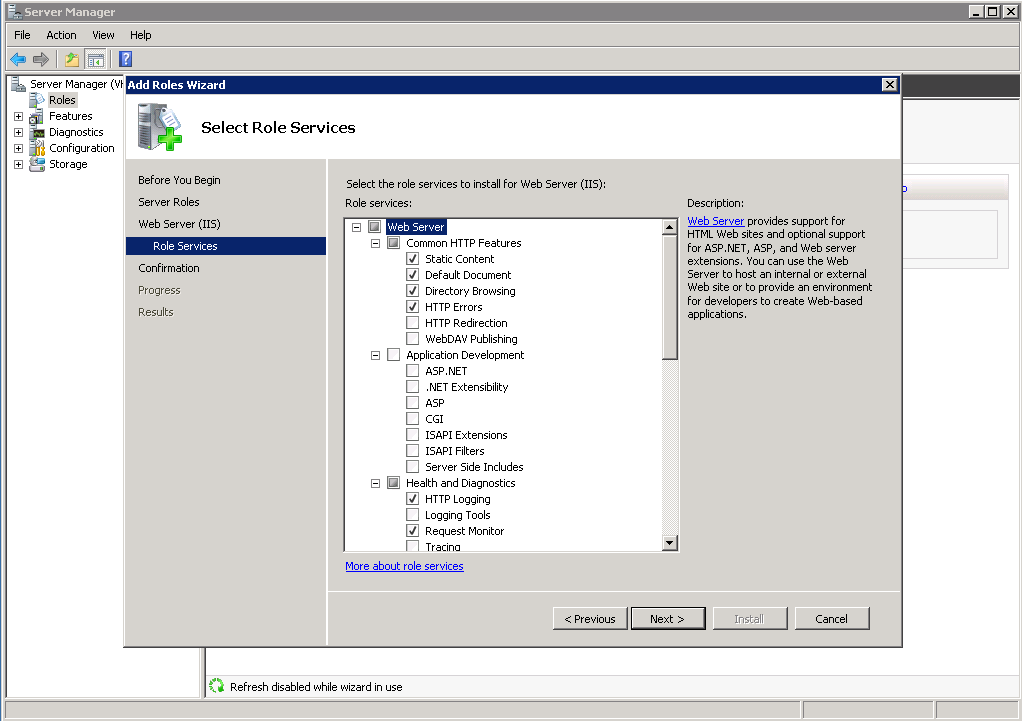 Server Manager
File Action View Help
Server Manager (
Roles
Features
Diagnostics
Configuration
Storage
Add Roles Wizard
Select Role Services
Before You Begin
Server Roles
Web Server (IIS)
Role Services
Confirmation
Progress
Results
Select the role services to install for Web Server (IIS):
Role services:
Web Server
Common HTTP Features
Static Content
Default Document
Directory Browsing
HTTP Errors
HTTP Redirection
WebDAV Publishing
Application Development
ASP.NET
.NET Extensibility
ASP
CGI
ISAPI Extensions
ISAPI Filters
Server Side Includes
Health and Diagnostics
HTTP Logging
Logging Tools
Request Monitor
Tracing
More about role services
Description:
Web Server provides support for
HTML Web sites and optional support
for ASP.NET, ASP, and Web server
extensions. You can use the Web
Server to host an internal or external
Web site or to provide an environment
for developers to create Web-based
applications.
< Previous Next > Install Cancel
Refresh disabled while wizard in use